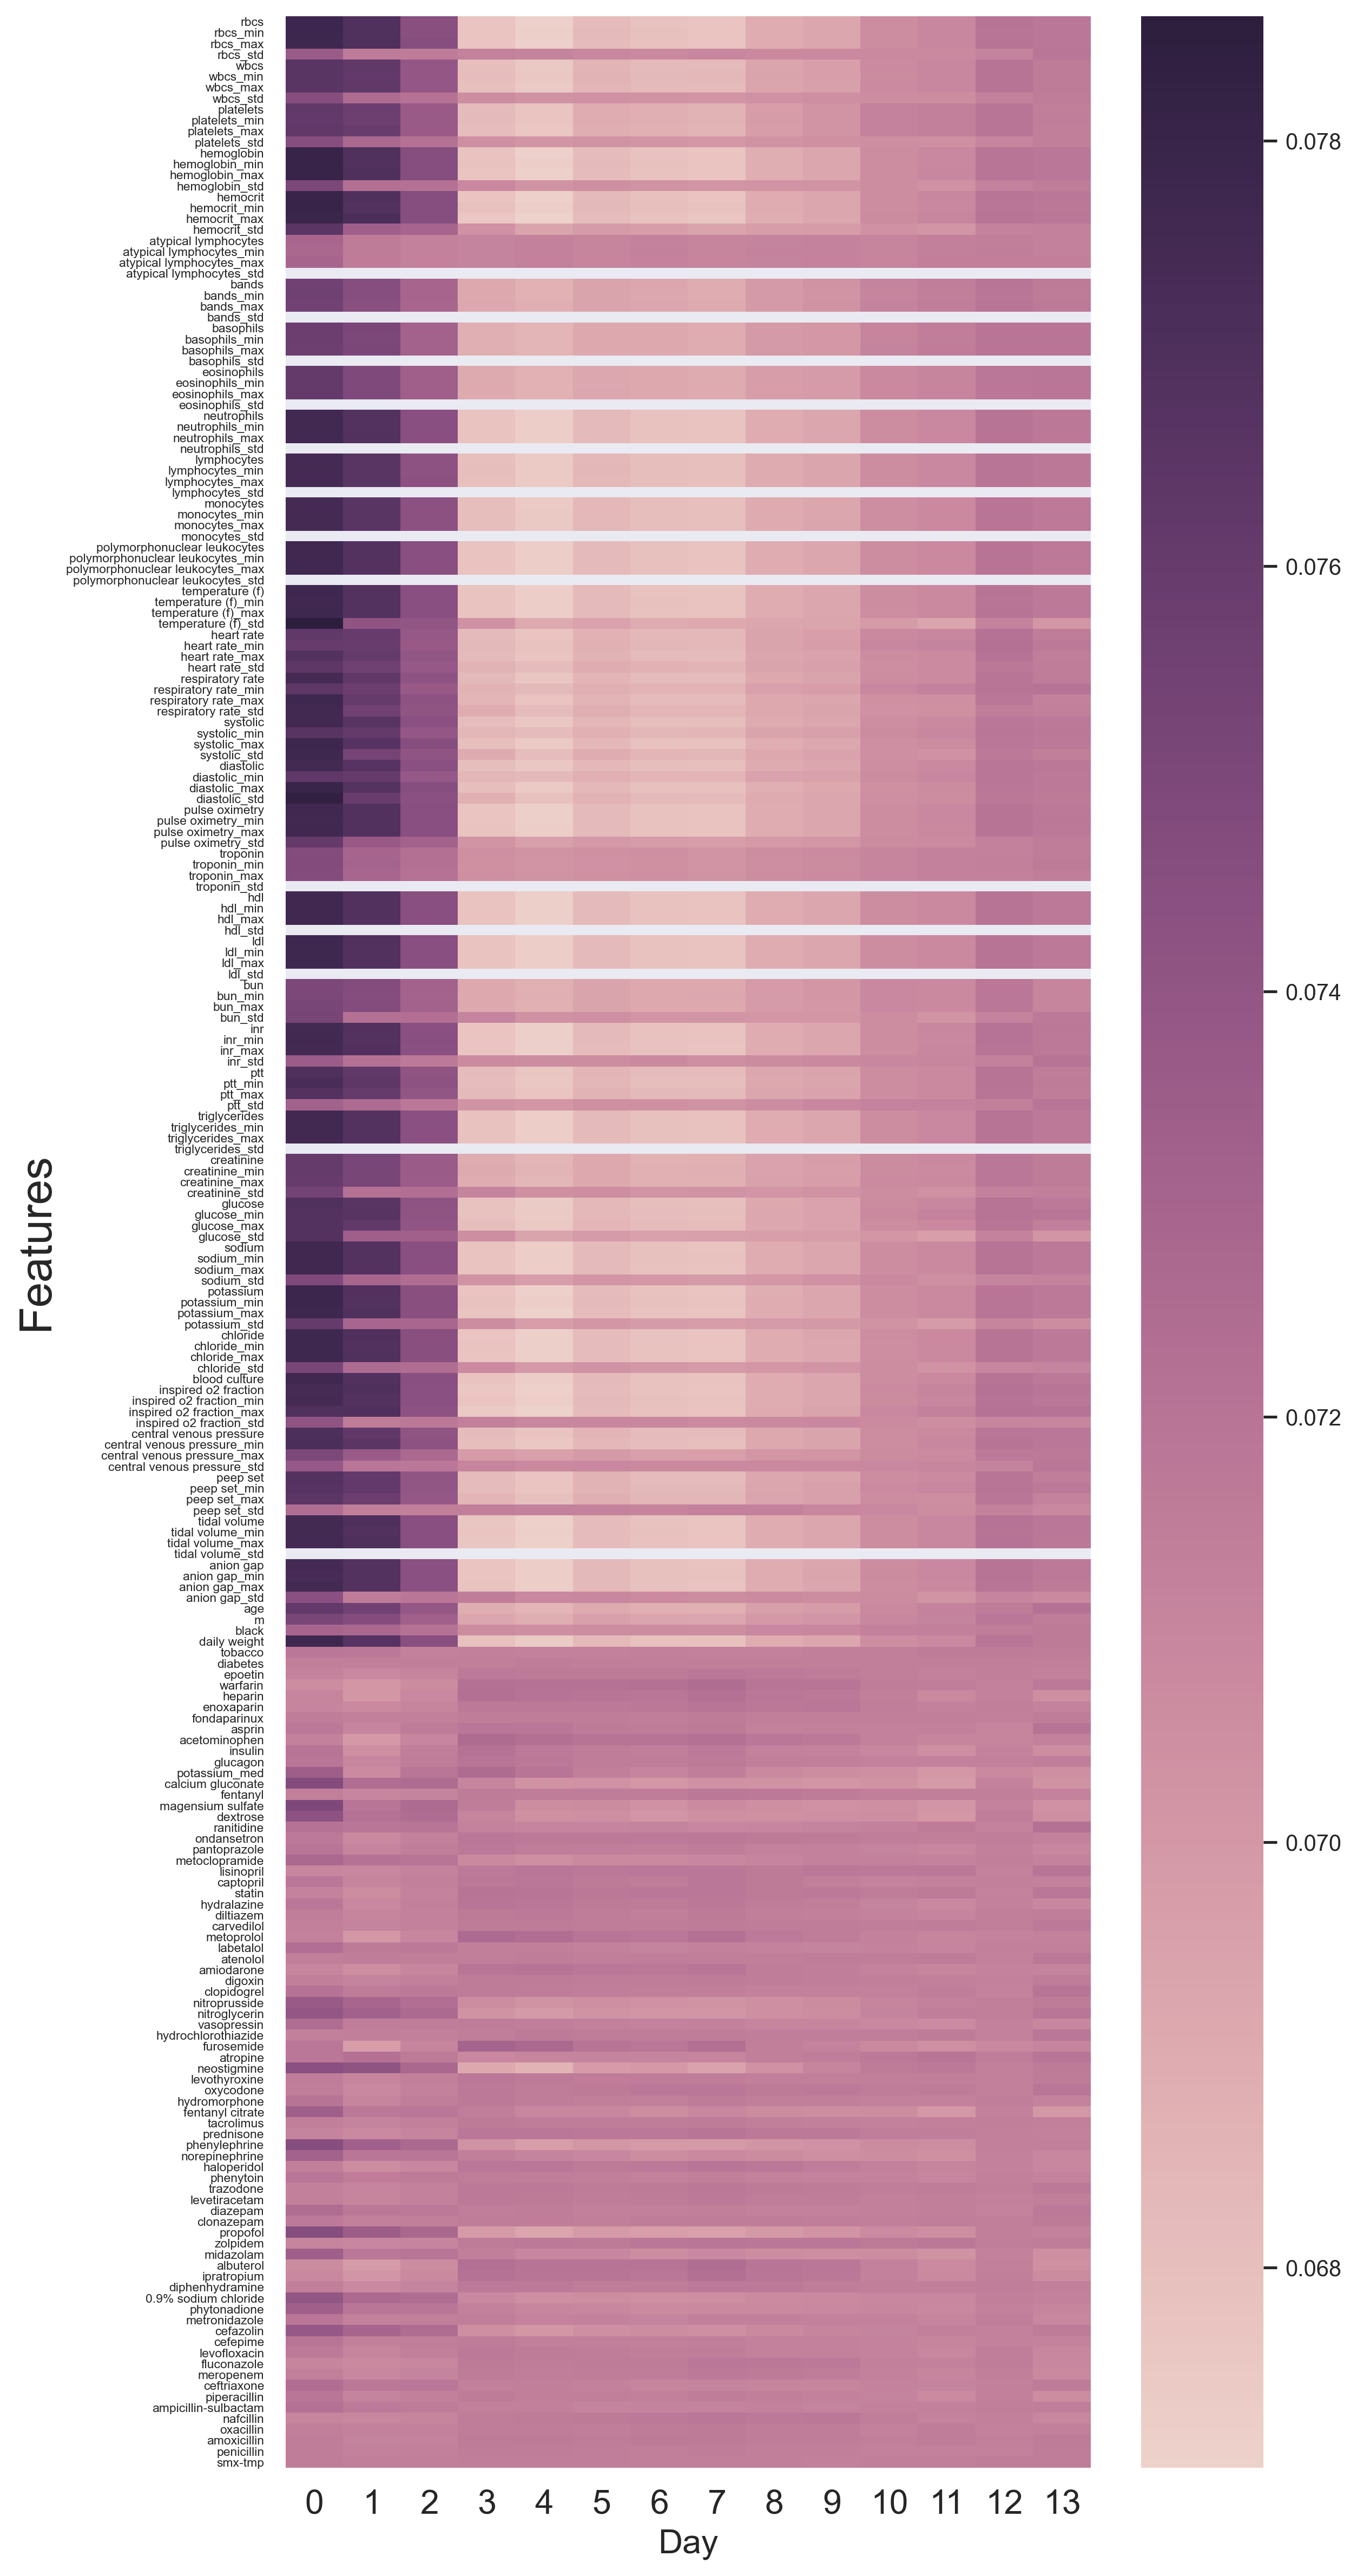 rbcs
rbcs_min
rbcs_max
rbcs_std
wbcs
wbcs_min
wbcs_max
wbcs_std
platelets
platelets_min
platelets_max
platelets_std
hemoglobin
hemoglobin_min
hemoglobin_max
hemoglobin_std
hemocrit
hemocrit_min
hemocrit_max
hemocrit_std
atypical lymphocytes
atypical lymphocytes_min
atypical lymphocytes_max
atypical lymphocytes_std
bands
bands_min
bands_max
bands_std
basophils
basophils_min
basophils_max
basophils_std
eosinophils
eosinophils_min
eosinophils_max
eosinophils_std
neutrophils
neutrophils_min
neutrophils_max
neutrophils_std
lymphocytes
lymphocytes_min
lymphocytes_max
lymphocytes_std
monocytes
monocytes_min
monocytes_max
monocytes_std
polymorphonuclear leukocytes
polymorphonuclear leukocytes_min
polymorphonuclear leukocytes_max
polymorphonuclear leukocytes_std
temperature (f)
temperature (f)_min
temperature (f)_max
temperature (f)_std
heart rate
heart rate_min
heart rate_max
heart rate_std
respiratory rate
respiratory rate_min
respiratory rate_max
respiratory rate_std
systolic
systolic_min
systolic_max
systolic_std
diastolic
diastolic_min
diastolic_max
diastolic_std
pulse oximetry
pulse oximetry_min
pulse oximetry_max
pulse oximetry_std
troponin
troponin_min
troponin_max
troponin_std
hdl
hdl_min
hdl_max
hdl_std
ldl
ldl_min
ldl_max
ldl_std
bun
bun_min
bun_max
bun_std
inr
inr_min
inr_max
inr_std
ptt
ptt_min
ptt_max
ptt_std
triglycerides
triglycerides_min
triglycerides_max
triglycerides_std
creatinine
creatinine_min
creatinine_max
creatinine_std
glucose
glucose_min
glucose_max
glucose_std
sodium
sodium_min
sodium_max
sodium_std
potassium
potassium_min
potassium_max
potassium_std
chloride
chloride_min
chloride_max
chloride_std
blood culture
inspired o2 fraction
inspired o2 fraction_min
inspired o2 fraction_max
inspired o2 fraction_std
central venous pressure
central venous pressure_min
central venous pressure_max
central venous pressure_std
peep set
peep set_min
peep set_max
peep set_std
tidal volume
tidal volume_min
tidal volume_max
tidal volume_std
anion gap
anion gap_min
anion gap_max
anion gap_std
age
m
black
daily weight
tobacco
diabetes
epoetin
warfarin
heparin
enoxaparin
fondaparinux
asprin
acetominophen
insulin
glucagon
potassium_med
calcium gluconate
fentanyl
magensium sulfate
dextrose
ranitidine
ondansetron
pantoprazole
metoclopramide
lisinopril
captopril
statin
hydralazine
diltiazem
carvedilol
metoprolol
labetalol
atenolol
amiodarone
digoxin
clopidogrel
nitroprusside
nitroglycerin
vasopressin
hydrochlorothiazide
furosemide
atropine
neostigmine
levothyroxine
oxycodone
hydromorphone
fentanyl citrate
tacrolimus
prednisone
phenylephrine
norepinephrine
haloperidol
phenytoin
trazodone
levetiracetam
diazepam
clonazepam
propofol
zolpidem
midazolam
albuterol
ipratropium
diphenhydramine
0.9% sodium chloride
phytonadione
metronidazole
cefazolin
cefepime
levofloxacin
fluconazole
meropenem
ceftriaxone
piperacillin
ampicillin-sulbactam
nafcillin
oxacillin
amoxicillin
penicillin
smx-tmp
Features
0 1 2 3 4 5 6 7 8 9 10 11 12 13
Day
0.078
0.076
0.074
0.072
0.070
0.068